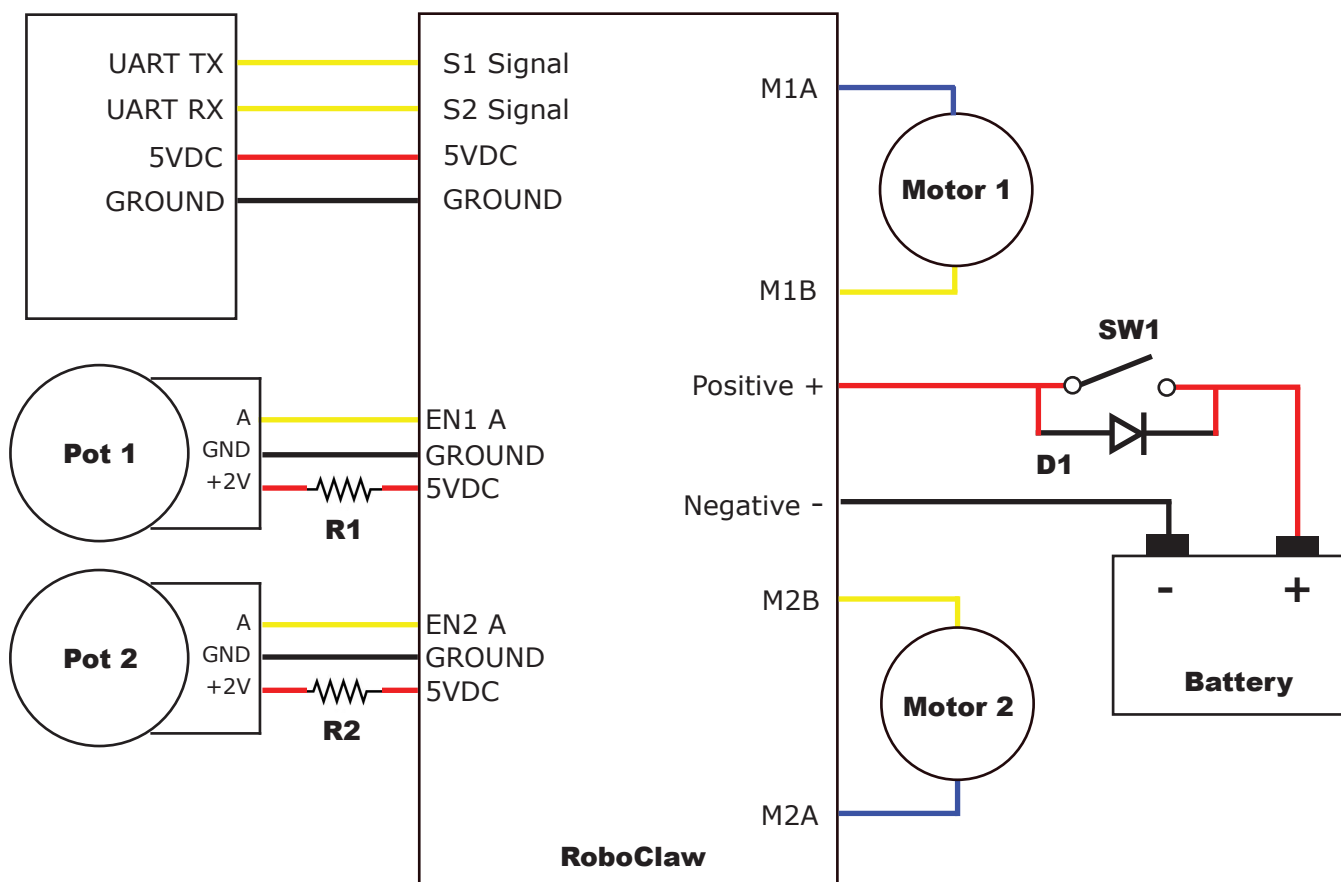 UART TX
UART RX
5VDC
GROUND
S1 Signal
S2 Signal
5VDC
GROUND
M1A
Motor 1
M1B
SW1
Positive +
D1
Negative -
- +
Battery
Pot 1
A
GND
+2V
R1
EN1 A
GROUND
5VDC
Pot 2
A
GND
+2V
R2
EN2 A
GROUND
5VDC
M2B
Motor 2
M2A
RoboClaw